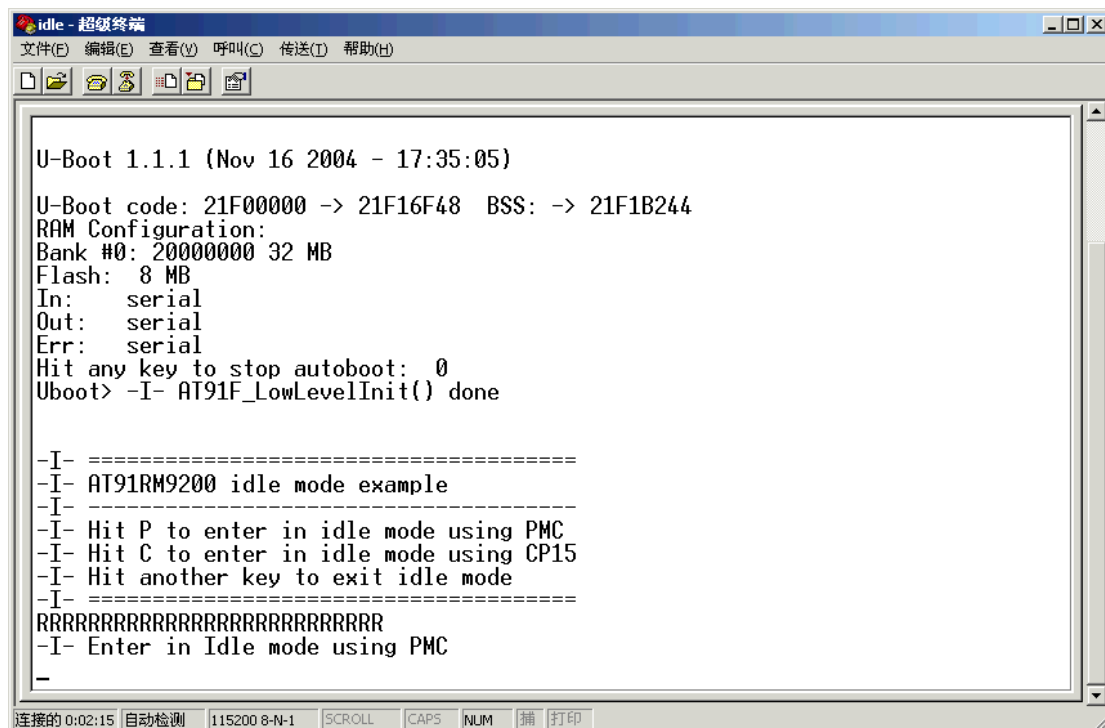 idle - 超级终端
文件(F) 编辑(E) 查看(V) 呼叫(C) 传送(T) 帮助(H)
U-Boot 1.1.1 (Nov 16 2004 - 17:35:05)
U-Boot code: 21F00000 -> 21F16F48  BSS: -> 21F1B244
RAM Configuration:
Bank #0: 20000000 32 MB
Flash:  8 MB
In:    serial
Out:   serial
Err:   serial
Hit any key to stop autoboot:  0
Uboot> -I- AT91F_LowLevelInit() done
-I- ======================================
-I- AT91RM9200 idle mode example
-I- --------------------------------------
-I- Hit P to enter in idle mode using PMC
-I- Hit C to enter in idle mode using CP15
-I- Hit another key to exit idle mode
-I- ======================================
RRRRRRRRRRRRRRRRRRRRRRRRRRR
-I- Enter in Idle mode using PMC
_
连接的 0:02:15 自动检测 115200 8-N-1 SCROLL CAPS NUM 捕 打印